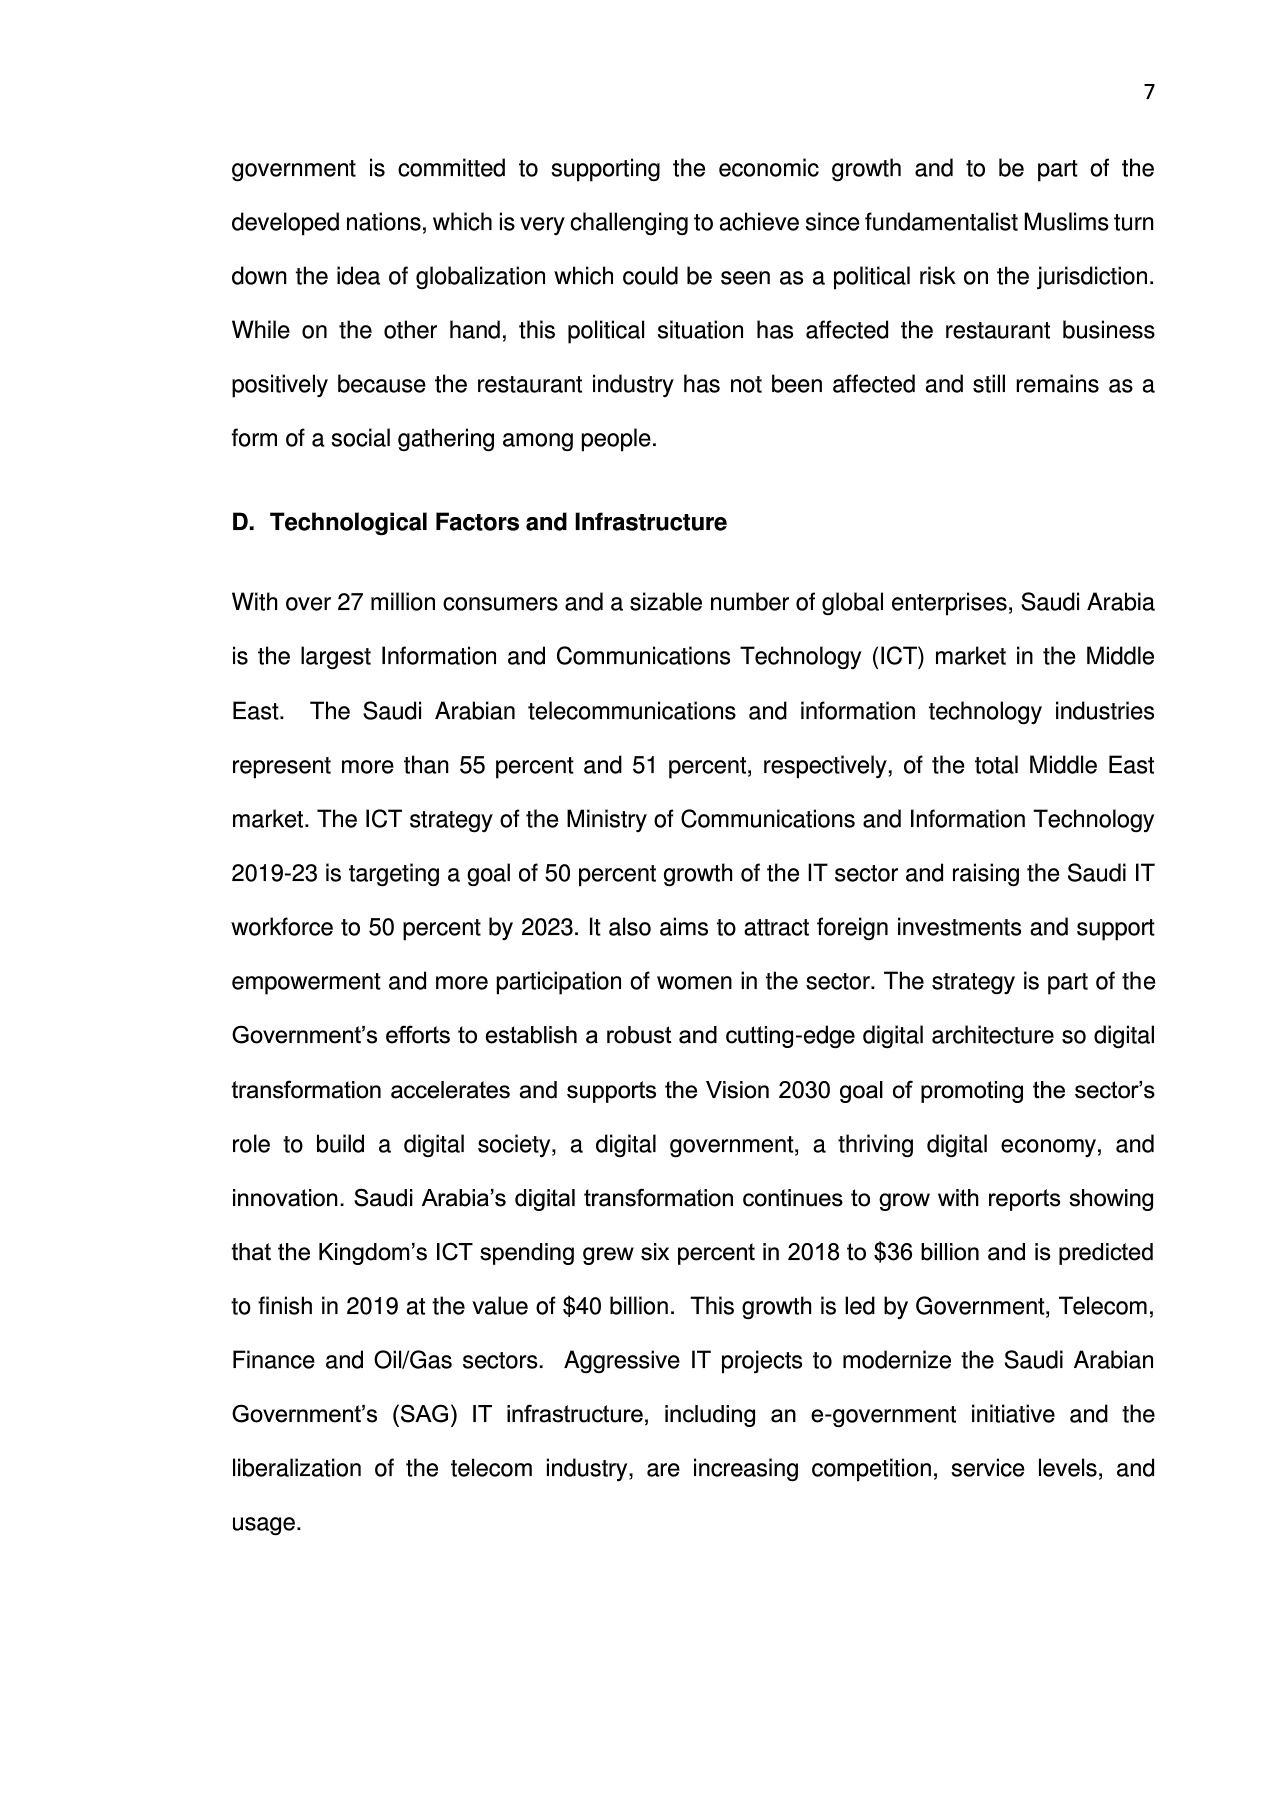 7
government is committed to supporting the economic growth and to be part of the
developed nations, which is very challenging to achieve since fundamentalist Muslims turn
down the idea of globalization which could be seen as a political risk on the jurisdiction.
While on the other hand, this political situation has affected the restaurant business
positively because the restaurant industry has not been affected and still remains as a
form of a social gathering among people.
D. Technological Factors and Infrastructure
With over 27 million consumers and a sizable number of global enterprises, Saudi Arabia
is the largest Information and Communications Technology (ICT) market in the Middle
East.  The Saudi Arabian telecommunications and information technology industries
represent more than 55 percent and 51 percent, respectively, of the total Middle East
market. The ICT strategy of the Ministry of Communications and Information Technology
2019-23 is targeting a goal of 50 percent growth of the IT sector and raising the Saudi IT
workforce to 50 percent by 2023. It also aims to attract foreign investments and support
empowerment and more participation of women in the sector. The strategy is part of the
Government’s efforts to establish a robust and cutting-edge digital architecture so digital
transformation accelerates and supports the Vision 2030 goal of promoting the sector’s
role to build a digital society, a digital government, a thriving digital economy, and
innovation. Saudi Arabia’s digital transformation continues to grow with reports showing
that the Kingdom’s ICT spending grew six percent in 2018 to $36 billion and is predicted
to finish in 2019 at the value of $40 billion.  This growth is led by Government, Telecom,
Finance and Oil/Gas sectors.  Aggressive IT projects to modernize the Saudi Arabian
Government’s (SAG) IT infrastructure, including an e-government initiative and the
liberalization of the telecom industry, are increasing competition, service levels, and
usage.